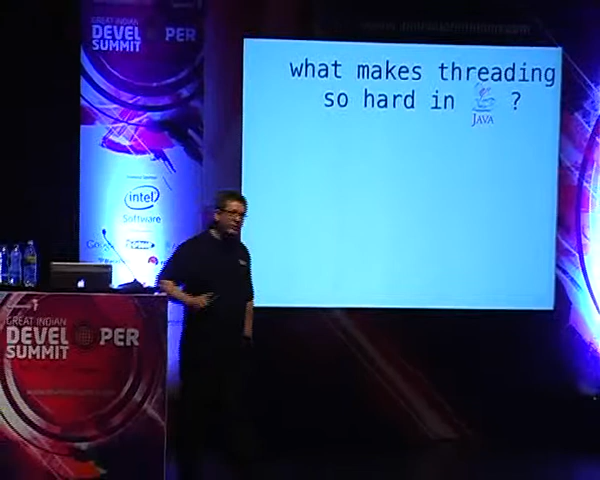 GREAT INDIAN
DEVEL PER
SUMMIT
what makes threading
so hard in JAVA ?
intel
Software
GREAT INDIAN
DEVEL PER
SUMMIT